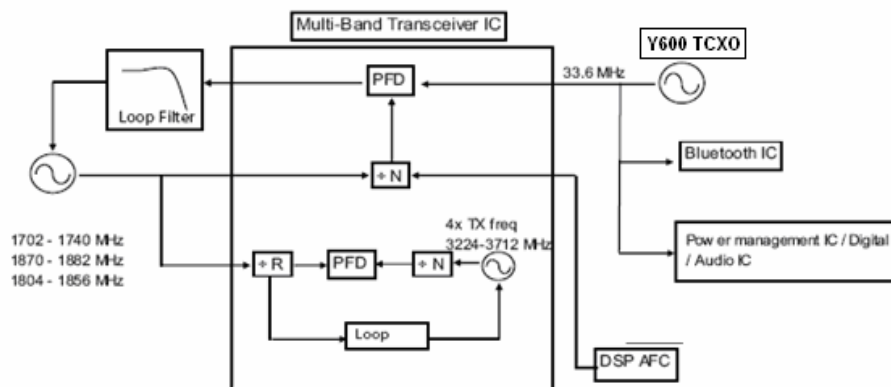 Multi-Band Transceiver IC
Y600 TCXO
Loop Filter
PFD
33.6 MHz
÷ N
Bluetooth IC
1702 - 1740 MHz
1870 - 1882 MHz
1804 - 1856 MHz
4x TX freq
3224-3712 MHz
÷ R
PFD
÷ N
Power management IC / Digital
/ Audio IC
Loop
DSP AFC